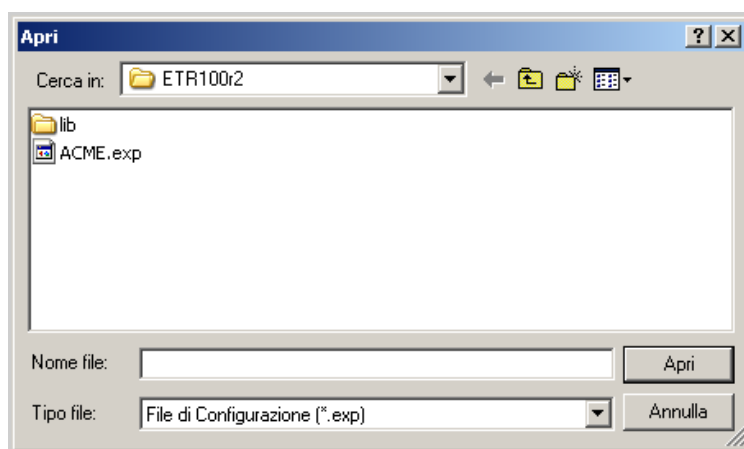 Apri
Cerca in: ETR100r2
lib
ACME.exp
Nome file: Apri
Tipo file: File di Configurazione (*.exp) Annulla